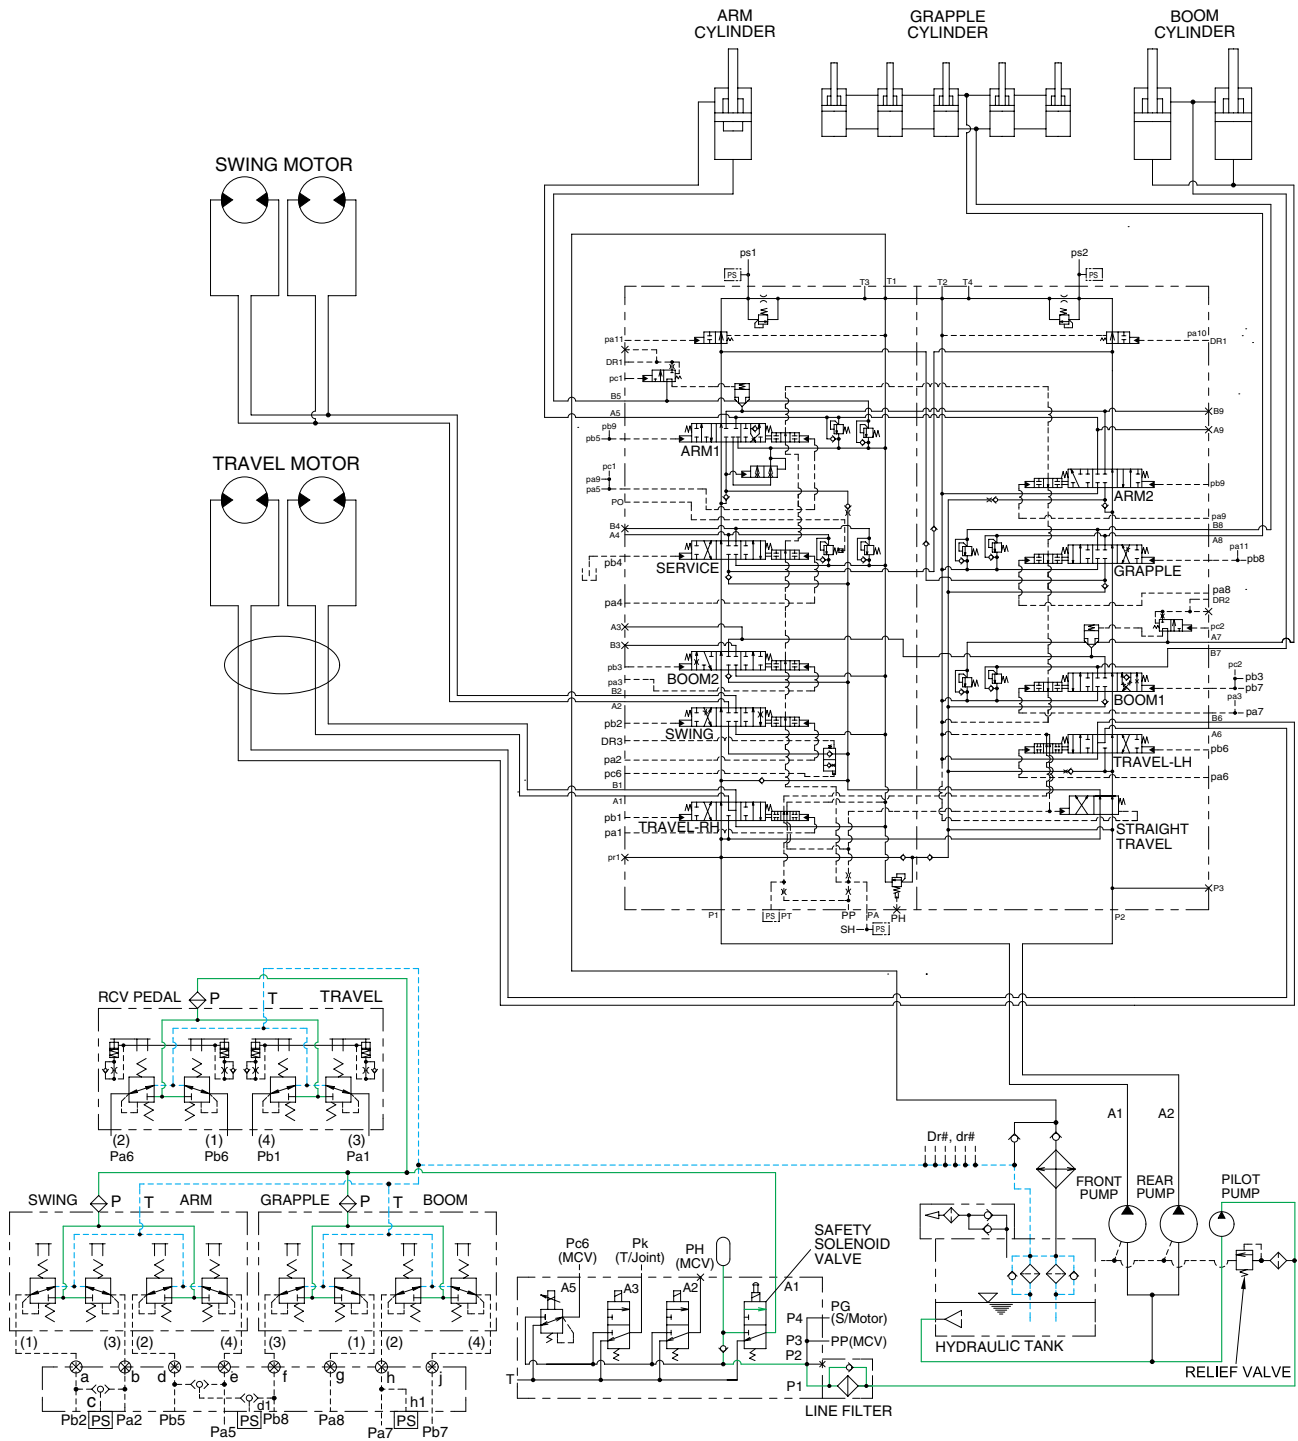 ARM
CYLINDER
GRAPPLE
CYLINDER
BOOM
CYLINDER
SWING MOTOR
TRAVEL MOTOR
ps1
PS
T3
T1
T2
T4
ps2
PS
pa11
DR1
pc1
B5
A5
pb9
pb5
ARM1
pc1
pa9
pa5
PO
B4
A4
SERVICE
pb4
pa4
A3
B3
pb3
BOOM2
pa3
B2
A2
pb2
SWING
DR3
pa2
pc6
B1
A1
pb1
TRAVEL-RH
pa1
pr1
P1
PS
PT
PP
PA
PH
SH
PS
P2
pa10
DR1
B9
A9
ARM2
pb9
pa9
B8
A8
pa11
pb8
GRAPPLE
pa8
DR2
pc2
A7
B7
pc2
pb3
pb7
BOOM1
pa3
pa7
B6
A6
pb6
TRAVEL-LH
pa6
STRAIGHT
TRAVEL
P3
RCV PEDAL
P
T
TRAVEL
(2)
(1)
(4)
(3)
Pa6
Pb6
Pb1
Pa1
SWING
P
T
ARM
GRAPPLE
P
T
BOOM
(1)
(3)
(2)
(4)
(3)
(1)
(2)
(4)
a
b
d
e
f
g
h
j
c
d1
h1
Pb2
PS
Pa2
Pb5
Pa5
PS
Pb8
Pa8
Pa7
PS
Pb7
Pc6
(MCV)
Pk
(T/Joint)
PH
(MCV)
SAFETY
SOLENOID
VALVE
A5
A3
A2
A1
P4
PG
(S/Motor)
P3
PP(MCV)
P2
T
P1
LINE FILTER
Dr#, dr#
A1
A2
FRONT
PUMP
REAR
PUMP
PILOT
PUMP
HYDRAULIC TANK
RELIEF VALVE